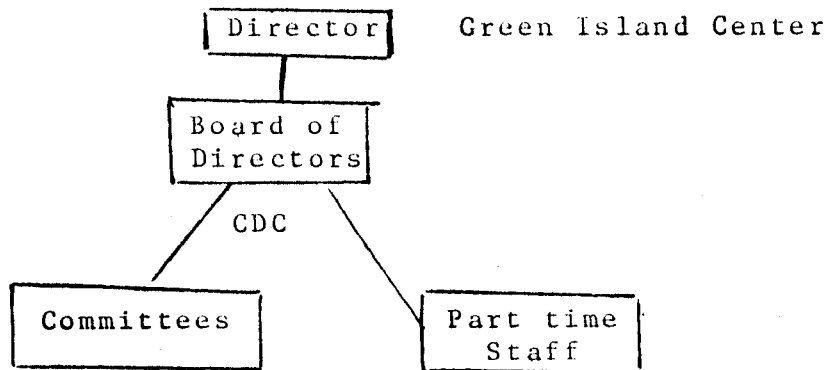 Director Green Island Center
Board of
Directors
CDC
Committees
Part time
Staff